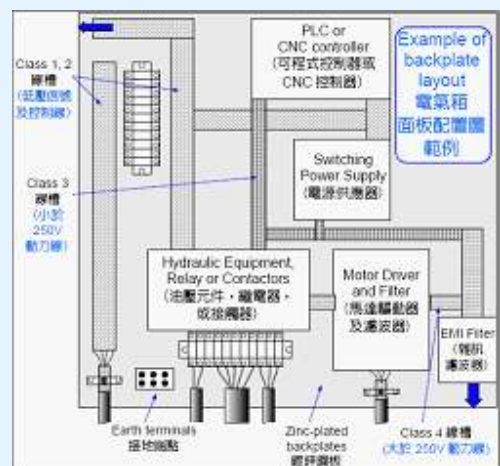 Example of
backplate
layout
電氣箱
面板配置圖
範例
PLC or
CNC controller
(可程式控制器或
CNC 控制器)
Class 1, 2
線槽
(低壓信號
及控制線)
Switching
Power Supply
(電源供應器)
Class 3
線槽
(小於
250V
動力線)
Hydraulic Equipment,
Relay or Contactors
(油壓元件,繼電器,
或接觸器)
Motor Driver
and Filter
(馬達驅動器
及濾波器)
EMI Filter
(雜訊
濾波器)
Earth terminals
接地端點
Zinc-plated
backplates
鍍鋅鋼板
Class 4 線槽
(大於 250V 動力線)